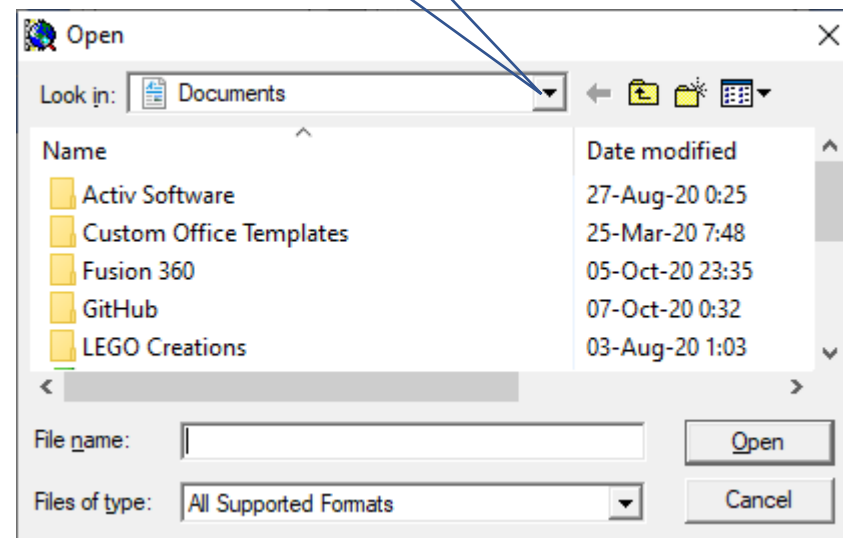 Open
Look in: Documents
Name Date modified
Activ Software 27-Aug-20 0:25
Custom Office Templates 25-Mar-20 7:48
Fusion 360 05-Oct-20 23:35
GitHub 07-Oct-20 0:32
LEGO Creations 03-Aug-20 1:03
File name: Open
Files of type: All Supported Formats Cancel